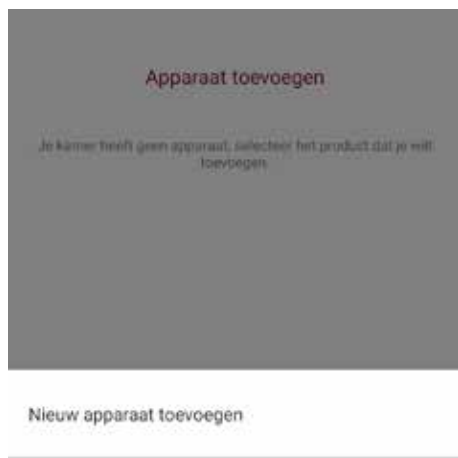 Apparaat toevoegen
Je kamer heeft geen apparaat, selecteer het product dat je wilt
toevoegen
Nieuw apparaat toevoegen